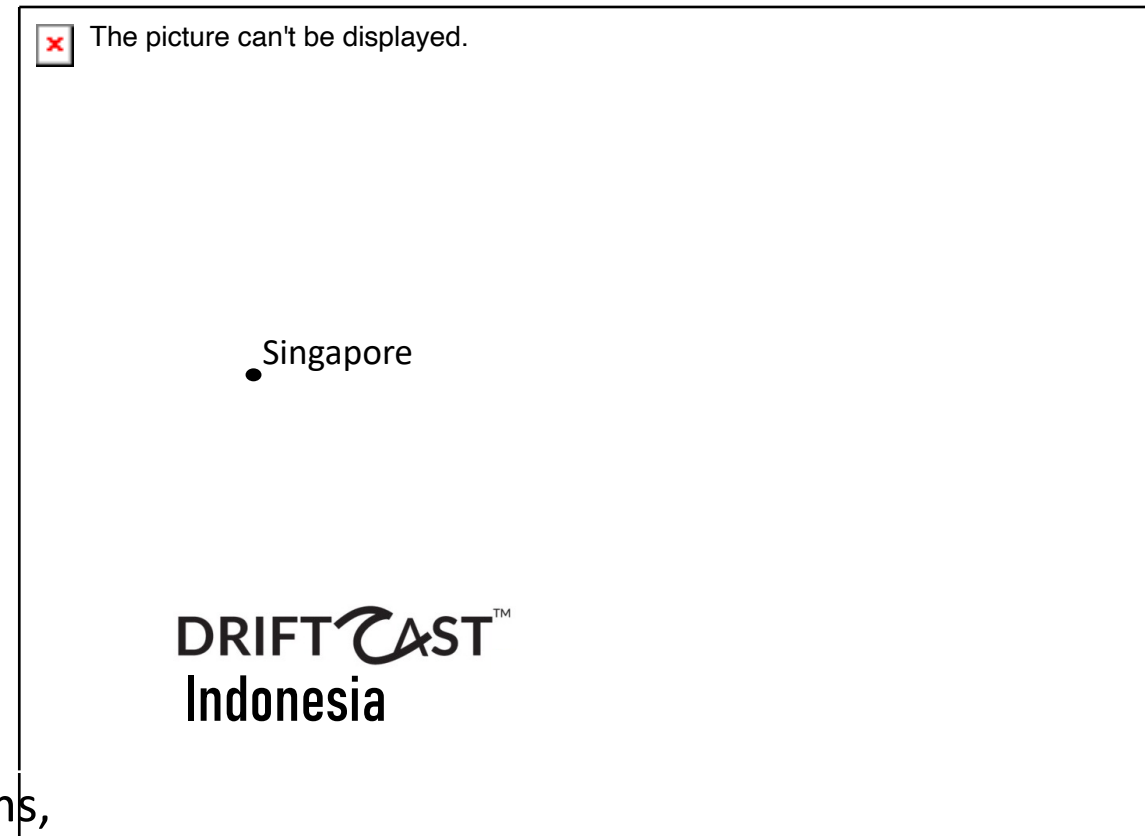 The picture can't be displayed.
Singapore
DRIFTCAST™
Indonesia